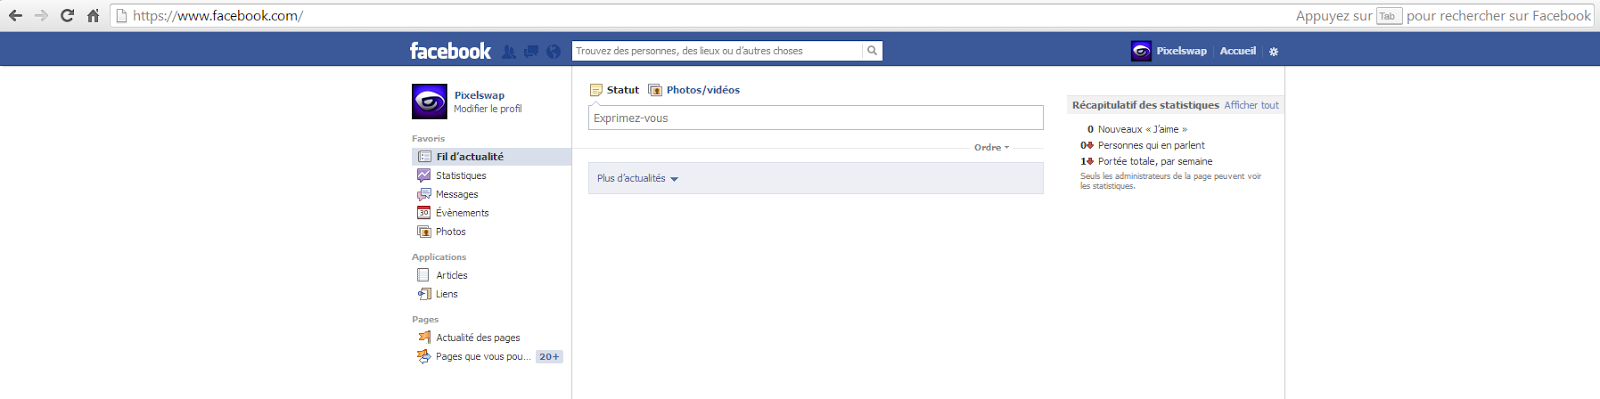 https://www.facebook.com/
Appuyez sur Tab pour rechercher sur Facebook
facebook
Trouvez des personnes, des lieux ou d'autres choses
Pixelswap Accueil
Pixelswap
Modifier le profil
Favoris
Fil d'actualité
Statistiques
Messages
30 Évènements
Photos
Applications
Articles
Liens
Pages
Actualité des pages
Pages que vous pou... 20+
Statut Photos/vidéos
Exprimez-vous
Ordre
Plus d'actualités
Récapitulatif des statistiques Afficher tout
0 Nouveaux « J'aime »
0 Personnes qui en parlent
1 Portée totale, par semaine
Seuls les administrateurs de la page peuvent voir
les statistiques.